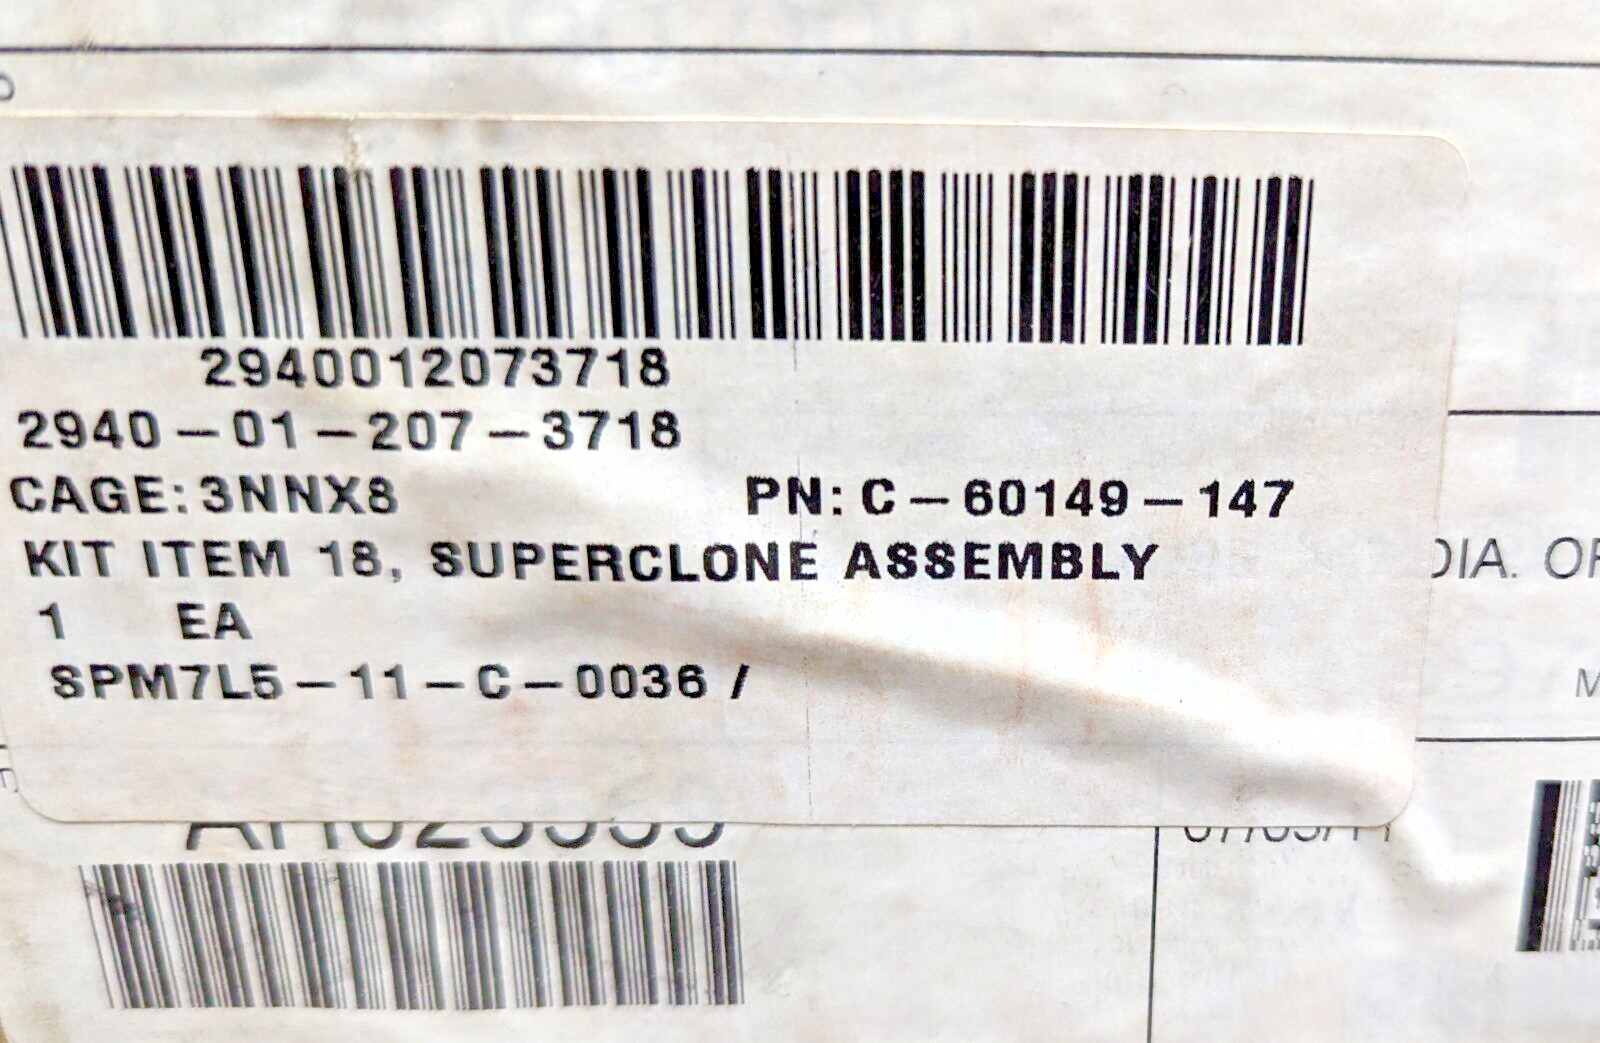 2940012073718
2940-01-207-3718
CAGE: 3NNX8 PN: C-60149-147
KIT ITEM 18, SUPERCLONE ASSEMBLY
1 EA
SPM7L5-11-C-0036 /
DIA. OF
M